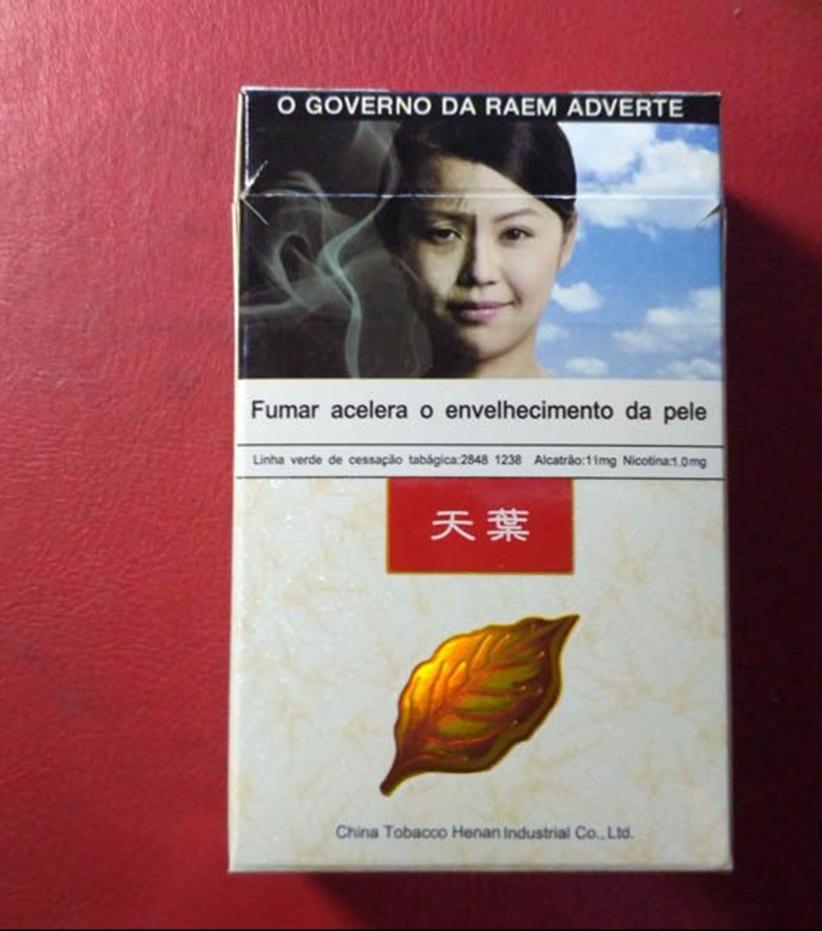 O GOVERNO DA RAEM ADVERTE
Fumar acelera o envelhecimento da pele
Linha verde de cessação tabágica:2848 1238 Alcatrão:11mg Nicotina:1.0mg
天葉
China Tobacco Henan Industrial Co., Ltd.